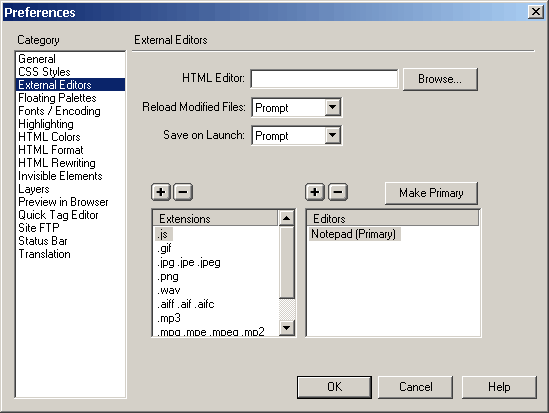 Preferences
Category
General
CSS Styles
External Editors
Floating Palettes
Fonts / Encoding
Highlighting
HTML Colors
HTML Format
HTML Rewriting
Invisible Elements
Layers
Preview in Browser
Quick Tag Editor
Site FTP
Status Bar
Translation
External Editors
HTML Editor: Browse...
Reload Modified Files: Prompt
Save on Launch: Prompt
Make Primary
Extensions
.js
.gif
.jpg .jpe .jpeg
.png
.wav
.aiff .aif .aifc
.mp3
.mpg .mpe .mpeg .mp2
Editors
Notepad (Primary)
OK Cancel Help